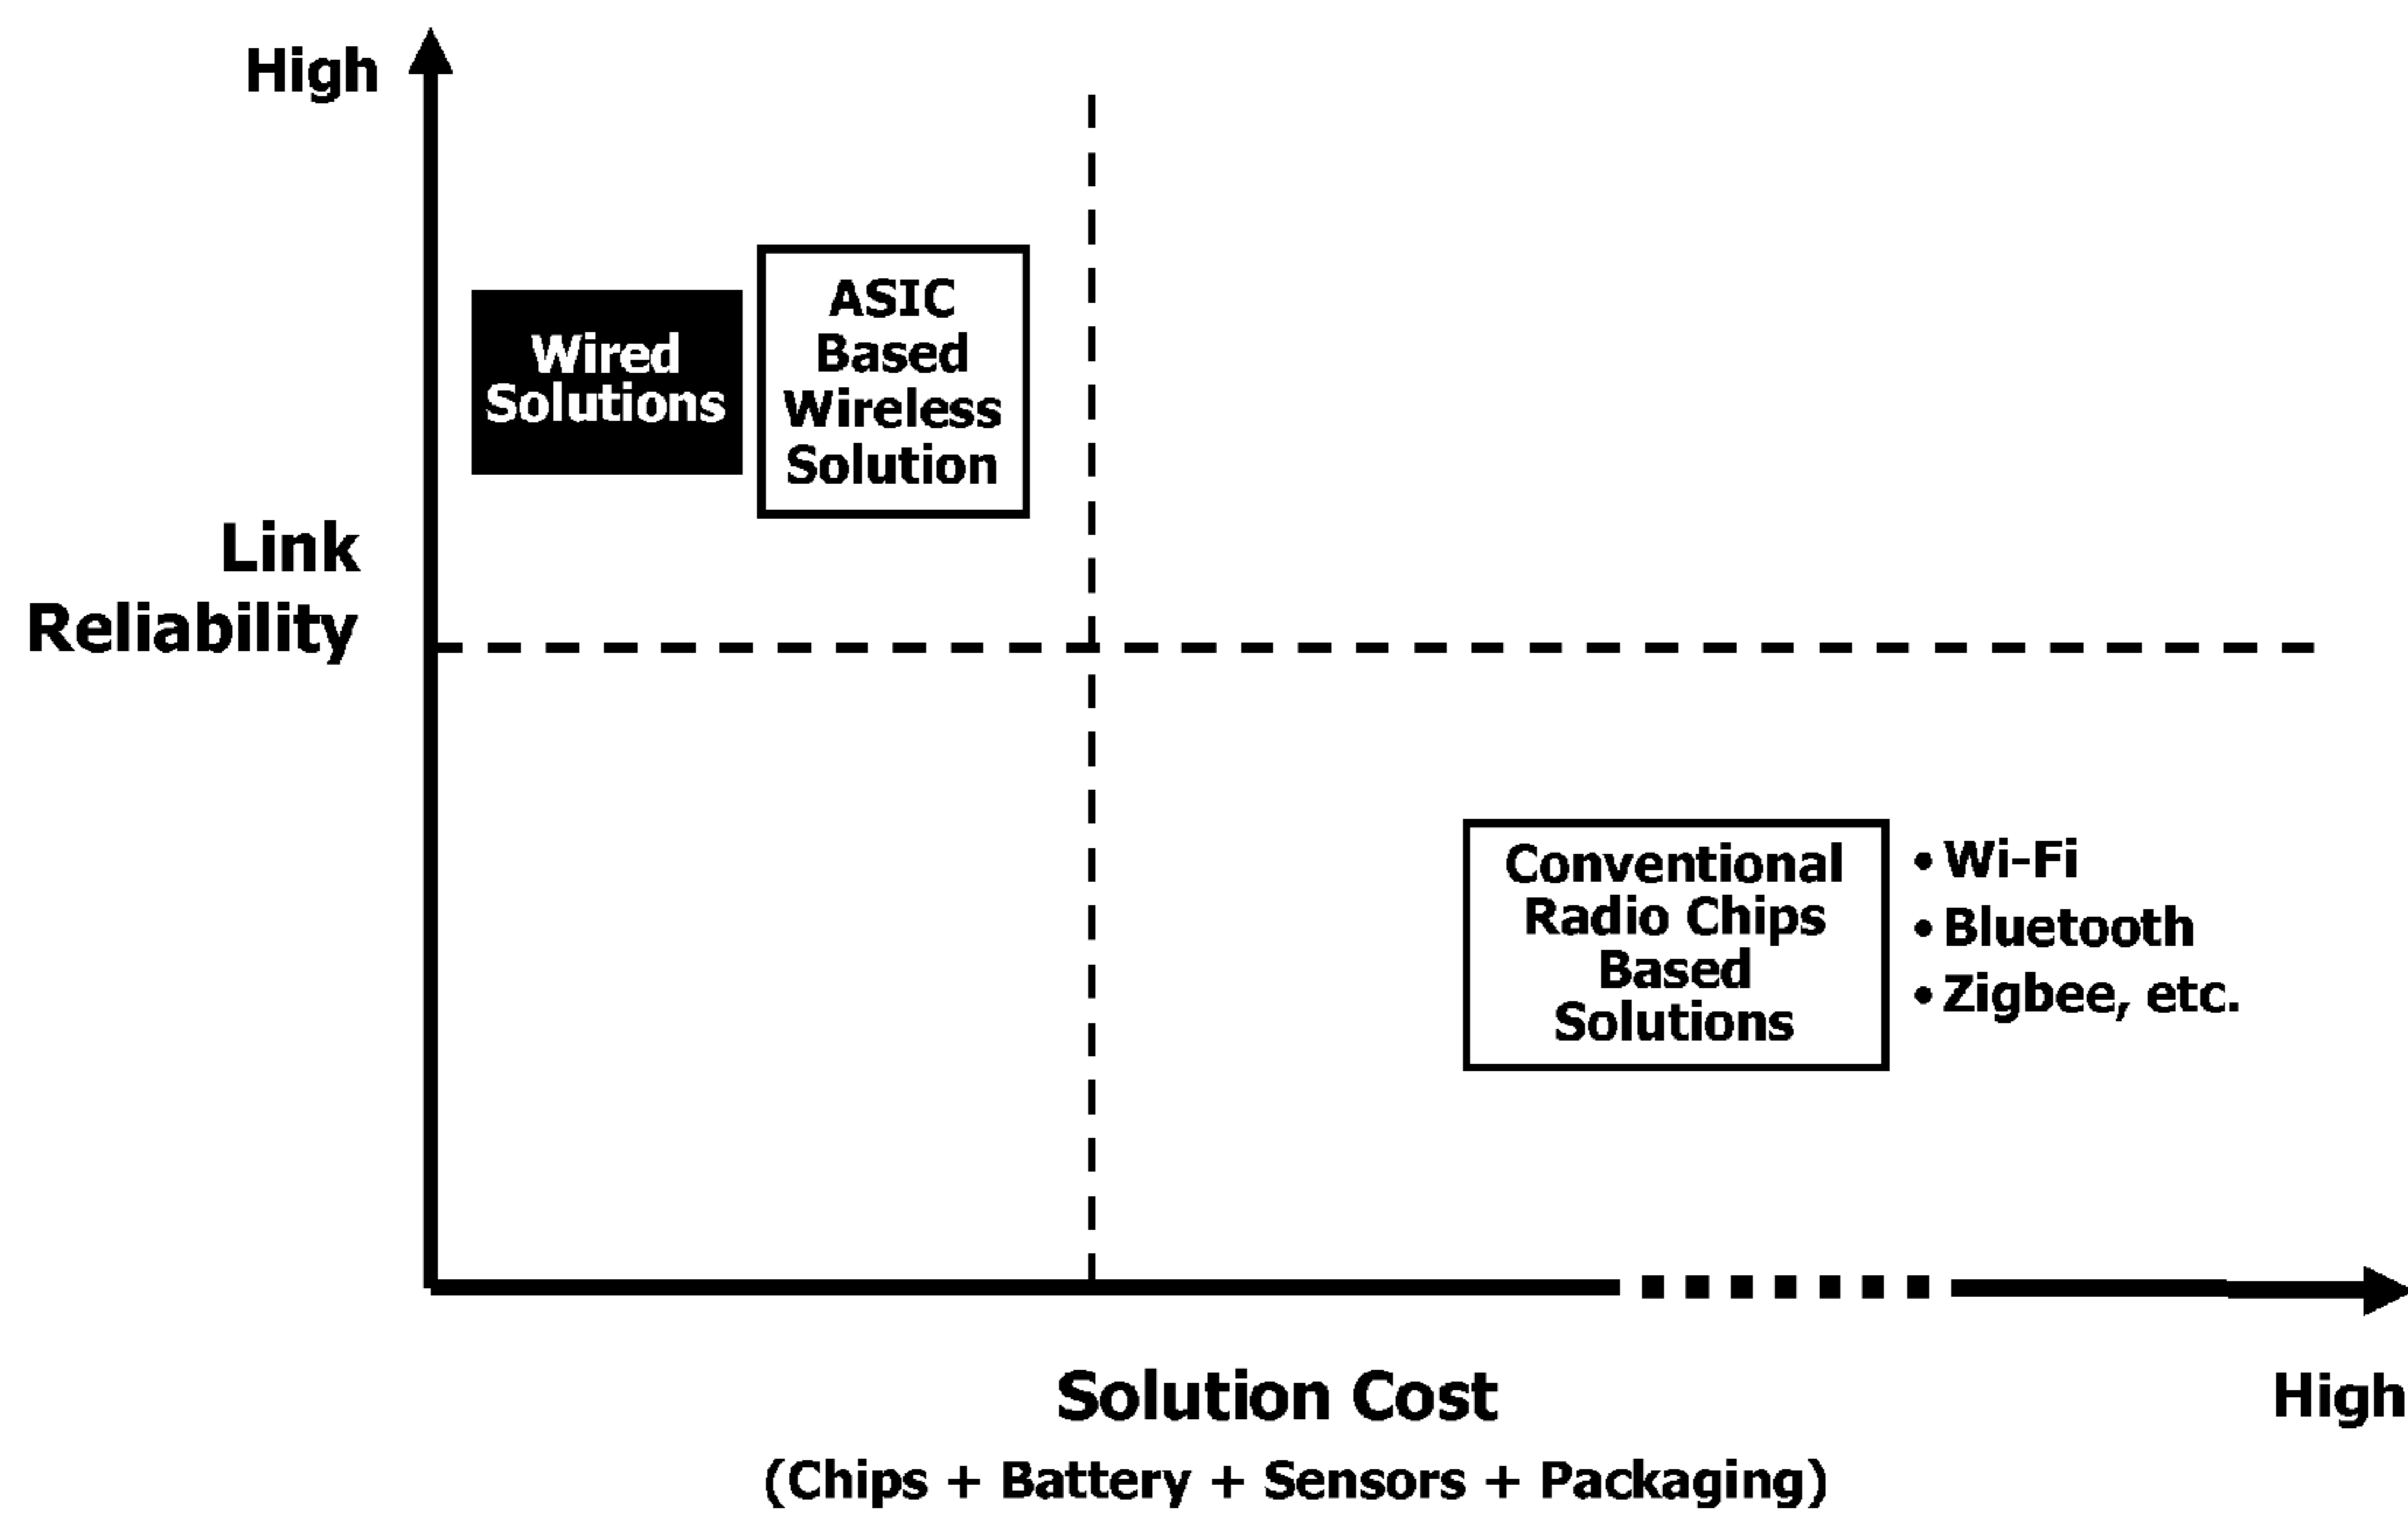 High
Link
Reliability
Wired
Solutions
ASIC
Based
Wireless
Solution
Conventional
Radio Chips
Based
Solutions
• Wi-Fi
• Bluetooth
• Zigbee, etc.
Solution Cost
High
(Chips + Battery + Sensors + Packaging)